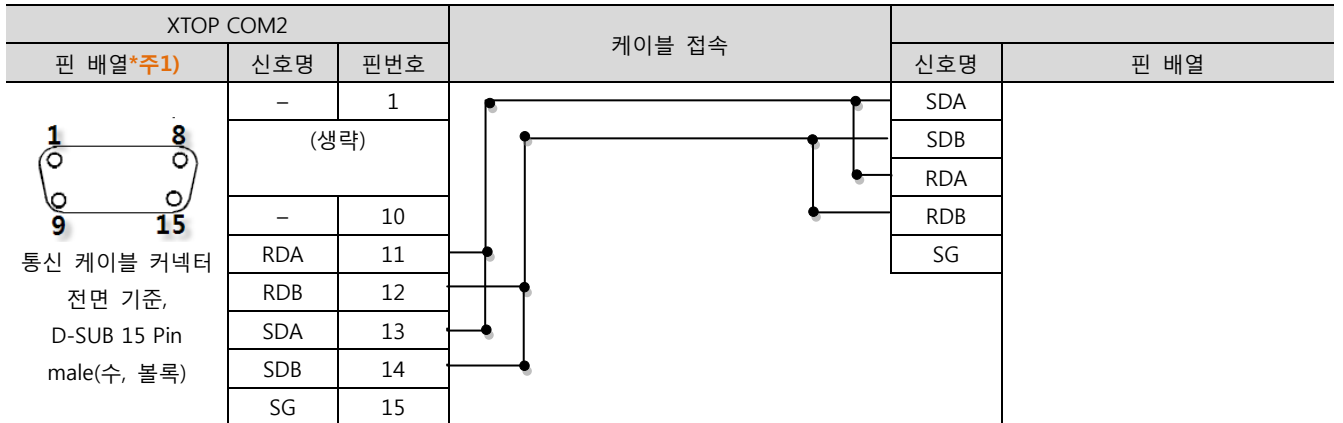 XTOP COM2
케이블 접속
핀 배열*주1)
신호명
핀번호
신호명
핀 배열
– 1
(생략)
– 10
RDA 11
RDB 12
SDA 13
SDB 14
SG 15
1 8
9 15
통신 케이블 커넥터
전면 기준,
D-SUB 15 Pin
male(수, 볼록)
SDA
SDB
RDA
RDB
SG